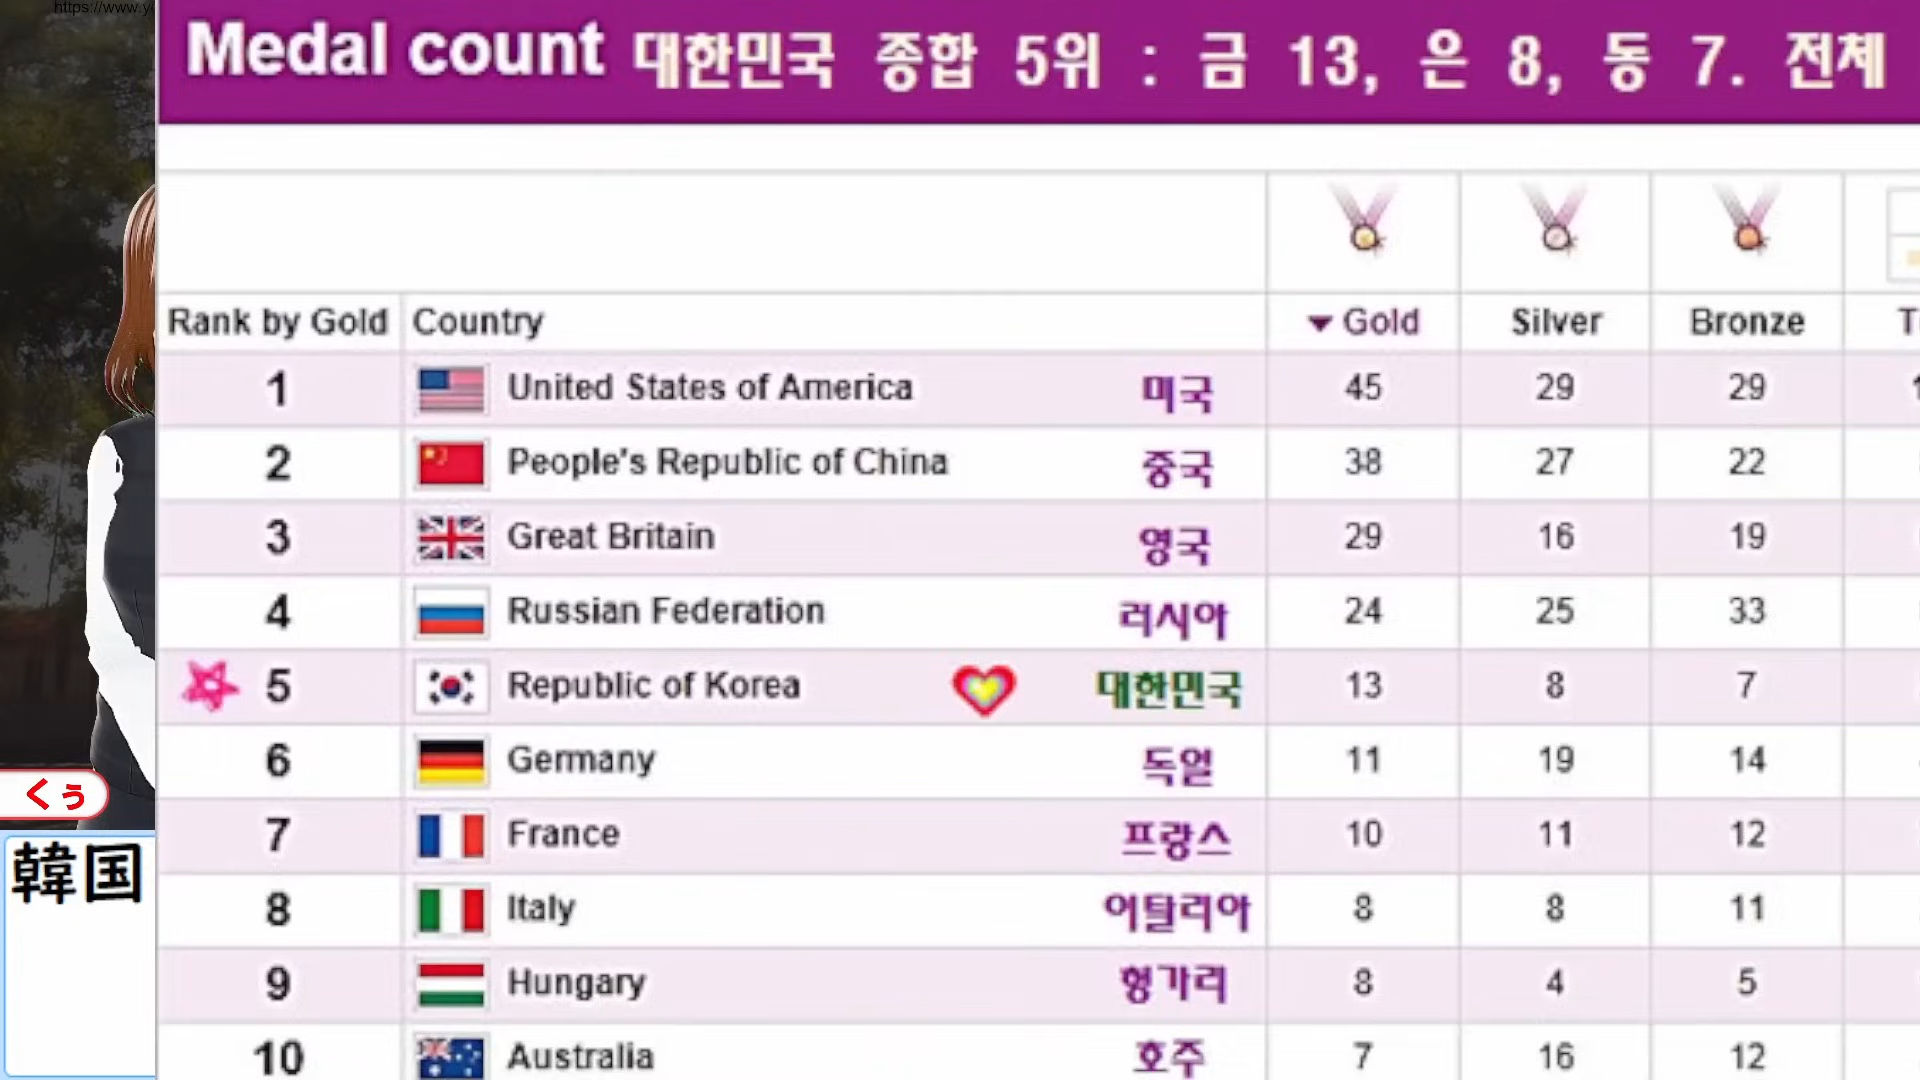 https://www.y
Medal count 대한민국 종합 5위 : 금 13, 은 8, 동 7. 전체
Rank by Gold Country Gold Silver Bronze
1 United States of America 미국 45 29 29
2 People's Republic of China 중국 38 27 22
3 Great Britain 영국 29 16 19
4 Russian Federation 러시아 24 25 33
5 Republic of Korea 대한민국 13 8 7
6 Germany 독일 11 19 14
7 France 프랑스 10 11 12
8 Italy 이탈리아 8 8 11
9 Hungary 헝가리 8 4 5
10 Australia 호주 7 16 12
くぅ
韓国